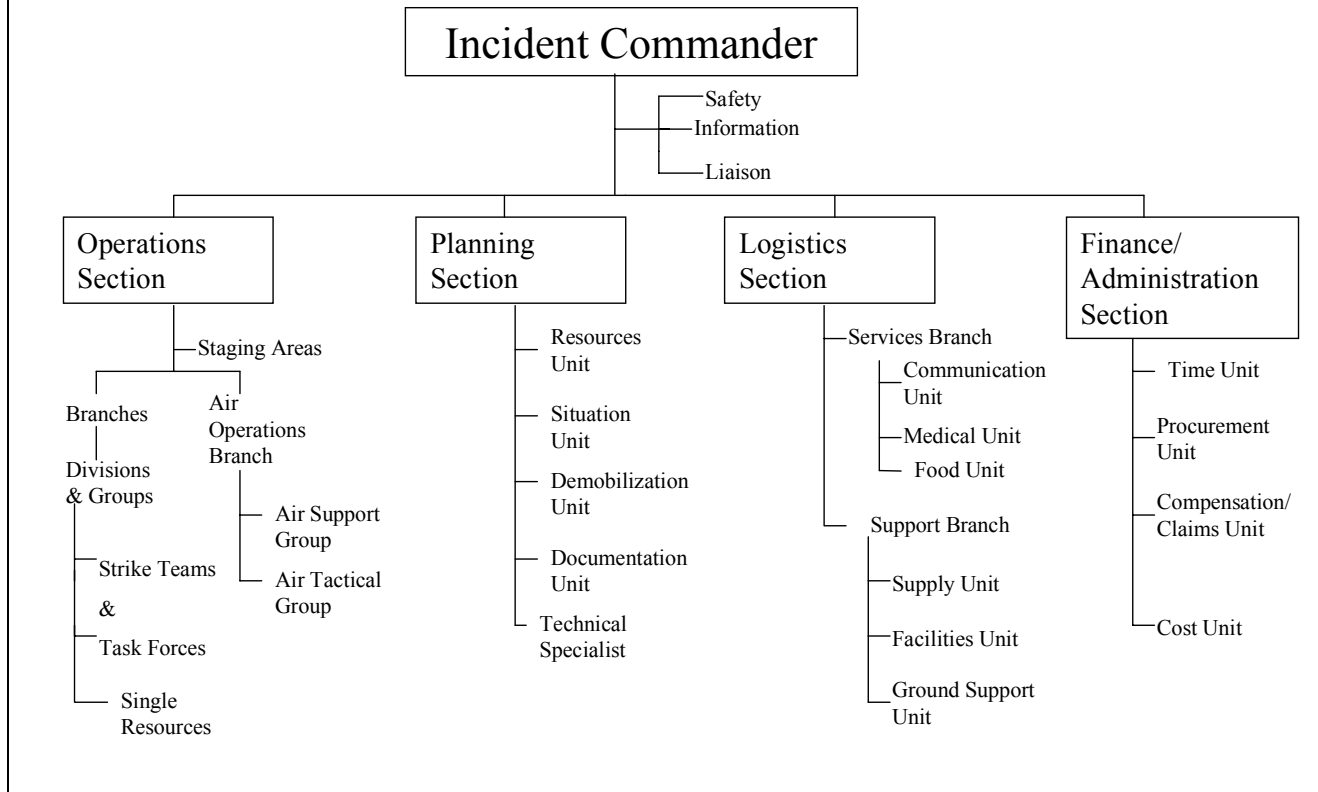 Incident Commander
Safety
Information
Liaison
Operations
Section
Staging Areas
Branches
Divisions
& Groups
Strike Teams
&
Task Forces
Single
Resources
Air
Operations
Branch
Air Support
Group
Air Tactical
Group
Planning
Section
Resources
Unit
Situation
Unit
Demobilization
Unit
Documentation
Unit
Technical
Specialist
Logistics
Section
Services Branch
Communication
Unit
Medical Unit
Food Unit
Support Branch
Supply Unit
Facilities Unit
Ground Support
Unit
Finance/
Administration
Section
Time Unit
Procurement
Unit
Compensation/
Claims Unit
Cost Unit